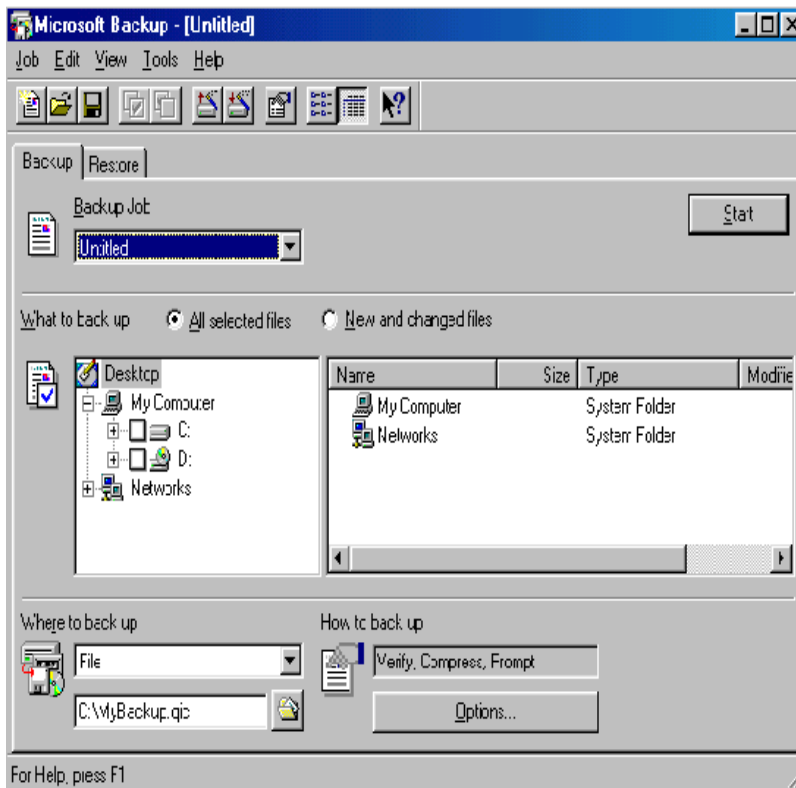 Microsoft Backup - [Untitled]
Job Edit View Tools Help
Backup Restore
Backup Job
Start
Untitled
What to back up All selected files New and changed files
Desktop
My Computer
C:
D:
Networks
Name Size Type Modifie
My Computer System Folder
Networks System Folder
Where to back up
File
C:\MyBackup.qic
How to back up
Verify, Compress, Prompt
Options...
For Help, press F1